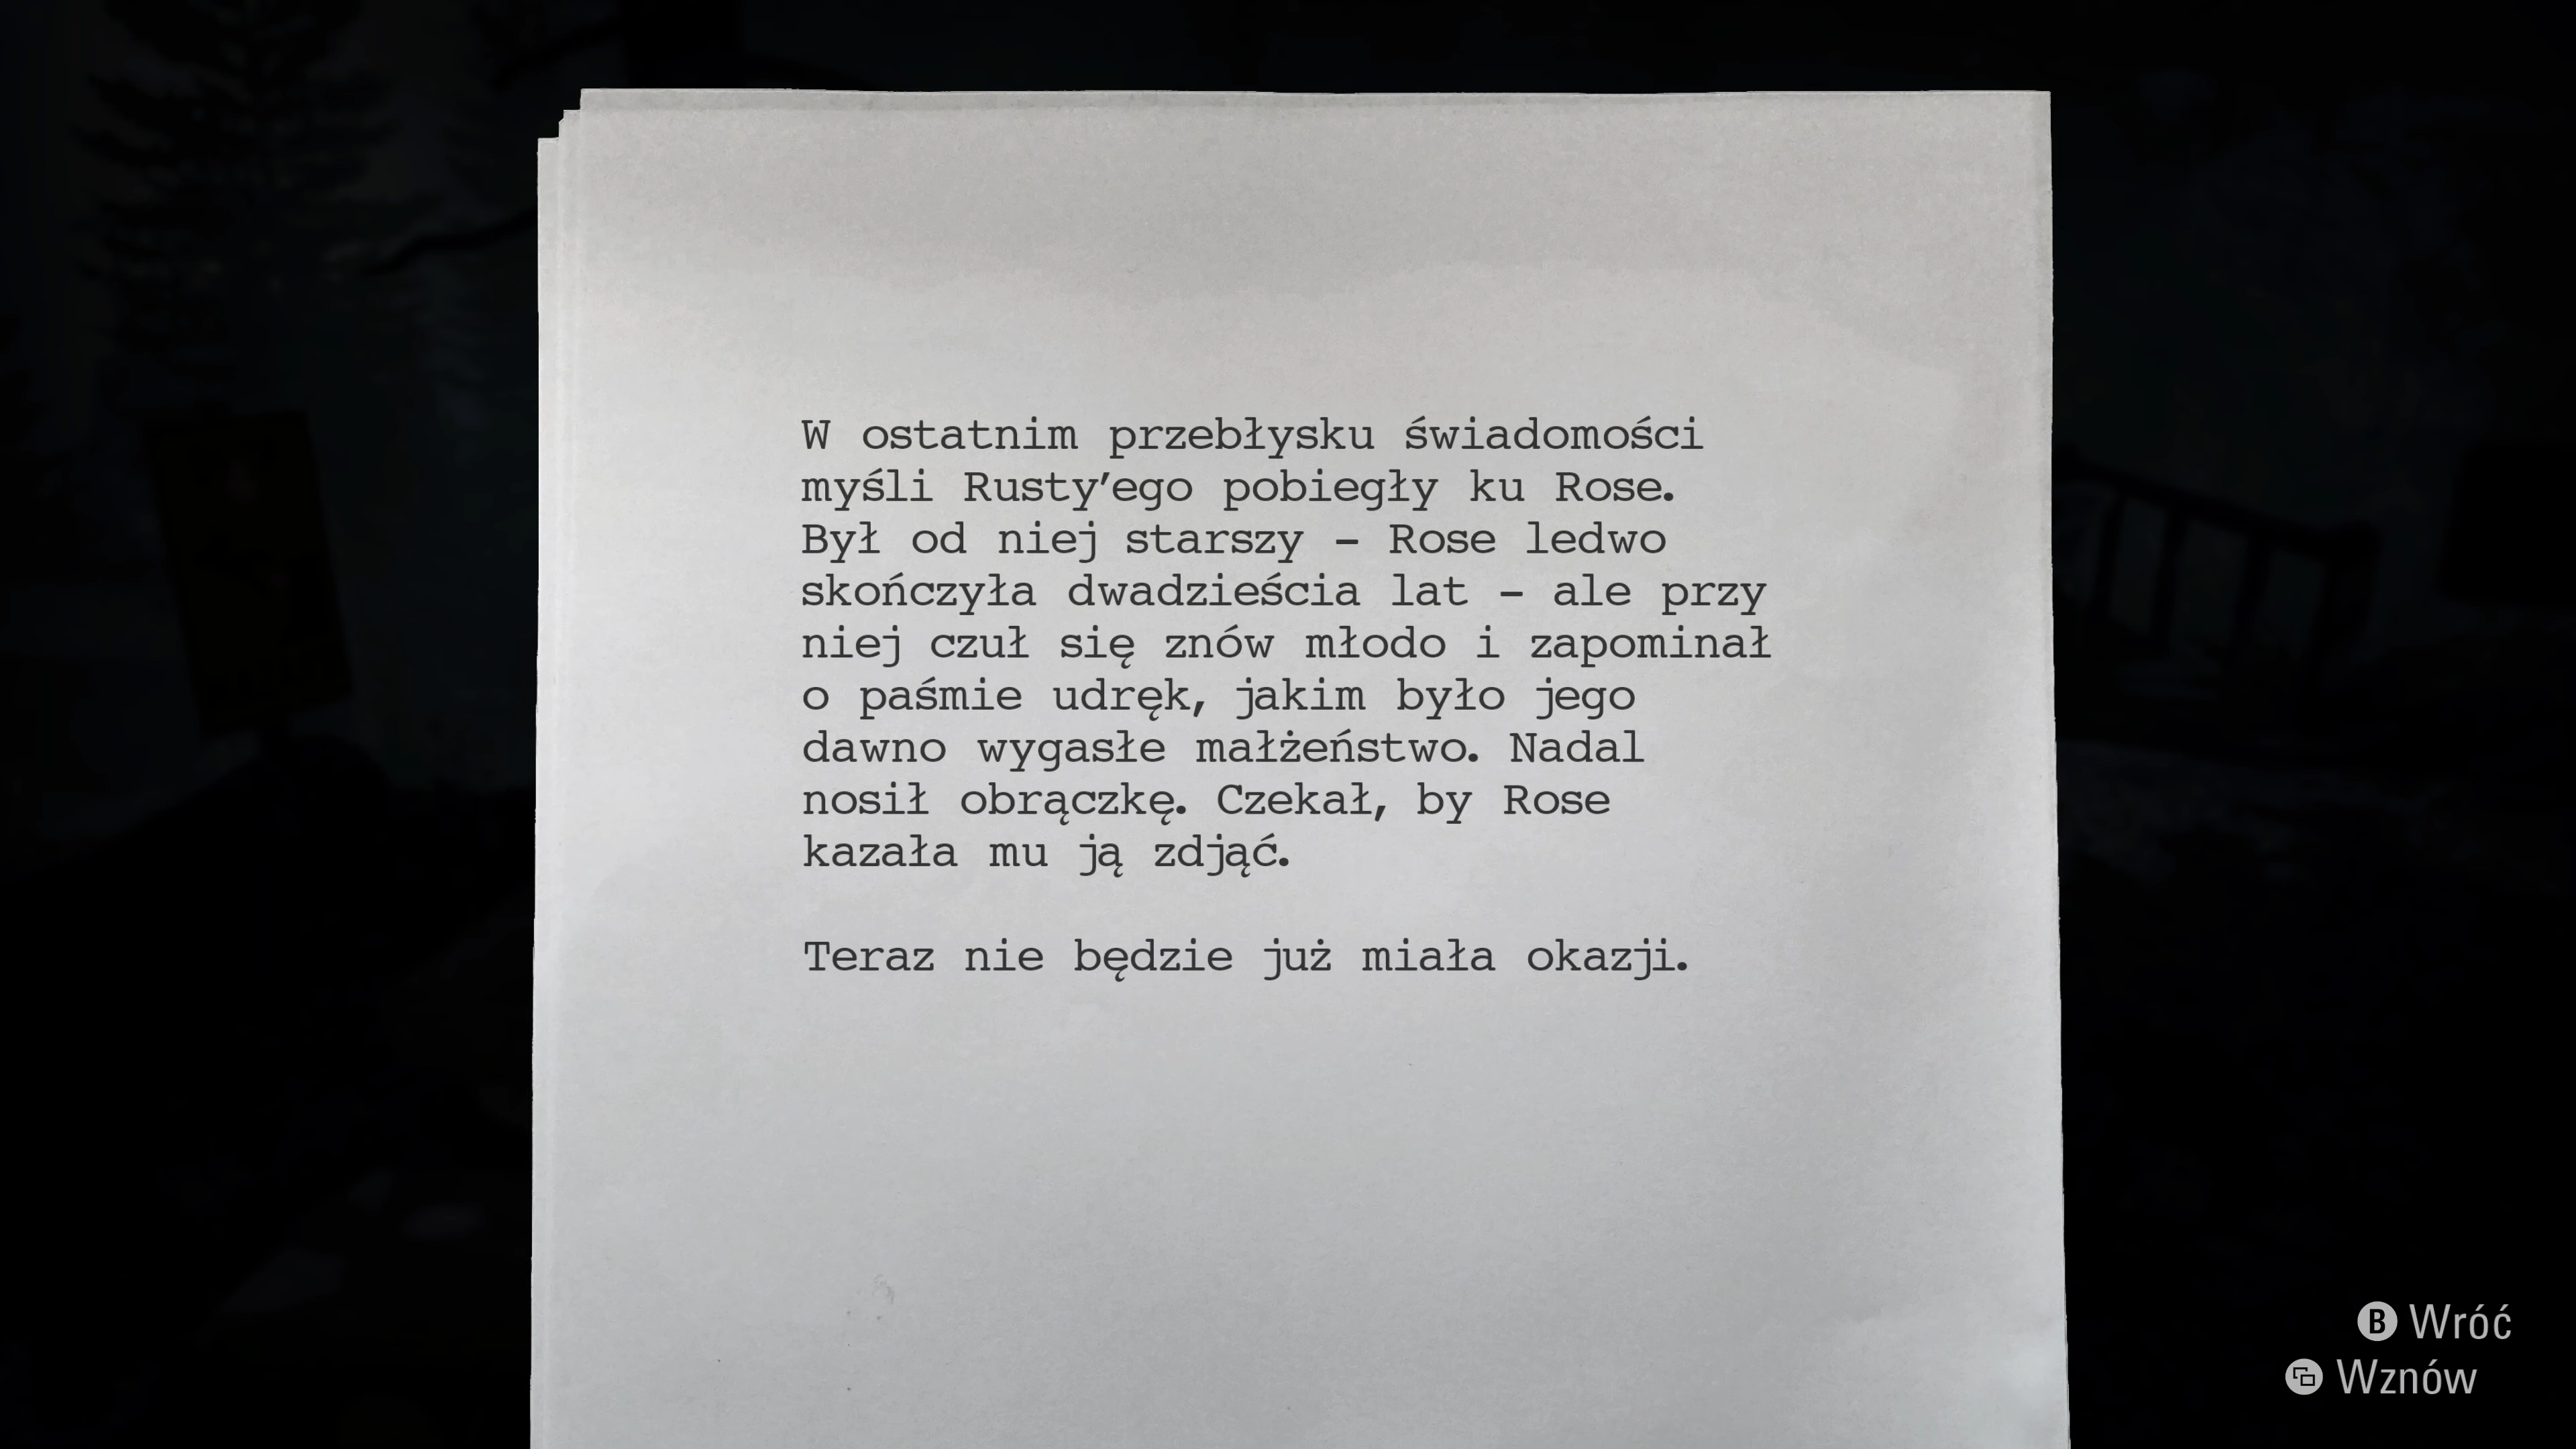 W ostatnim przebłysku świadomości
myśli Rusty’ego pobiegły ku Rose.
Był od niej starszy – Rose ledwo
skończyła dwadzieścia lat – ale przy
niej czuł się znów młodo i zapominał
o paśmie udręk, jakim było jego
dawno wygasłe małżeństwo. Nadal
nosił obrączkę. Czekał, by Rose
kazała mu ją zdjąć.
Teraz nie będzie już miała okazji.
B Wróć
Wznów